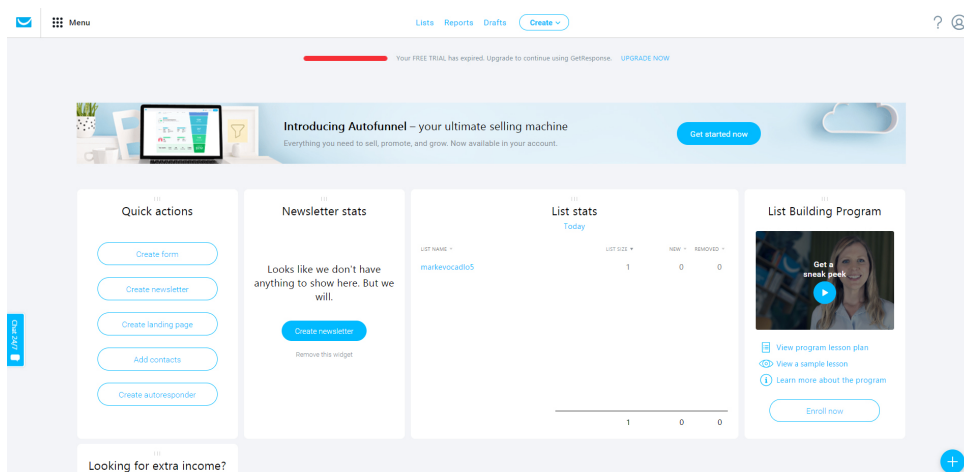 Menu
Lists Reports Drafts Create
Your FREE TRIAL has expired. Upgrade to continue using GetResponse. UPGRADE NOW
Introducing Autofunnel – your ultimate selling machine
Everything you need to sell, promote, and grow. Now available in your account.
Get started now
Quick actions
Create form
Create newsletter
Create landing page
Add contacts
Create autoresponder
Newsletter stats
Looks like we don't have
anything to show here. But we
will.
Create newsletter
Remove this widget
List stats
Today
LIST NAME LIST SIZE NEW REMOVED
markevocadlo5 1 0 0
1 0 0
List Building Program
Get a
sneak peek
View program lesson plan
View a sample lesson
Learn more about the program
Enroll now
Chat 24/7
Looking for extra income?